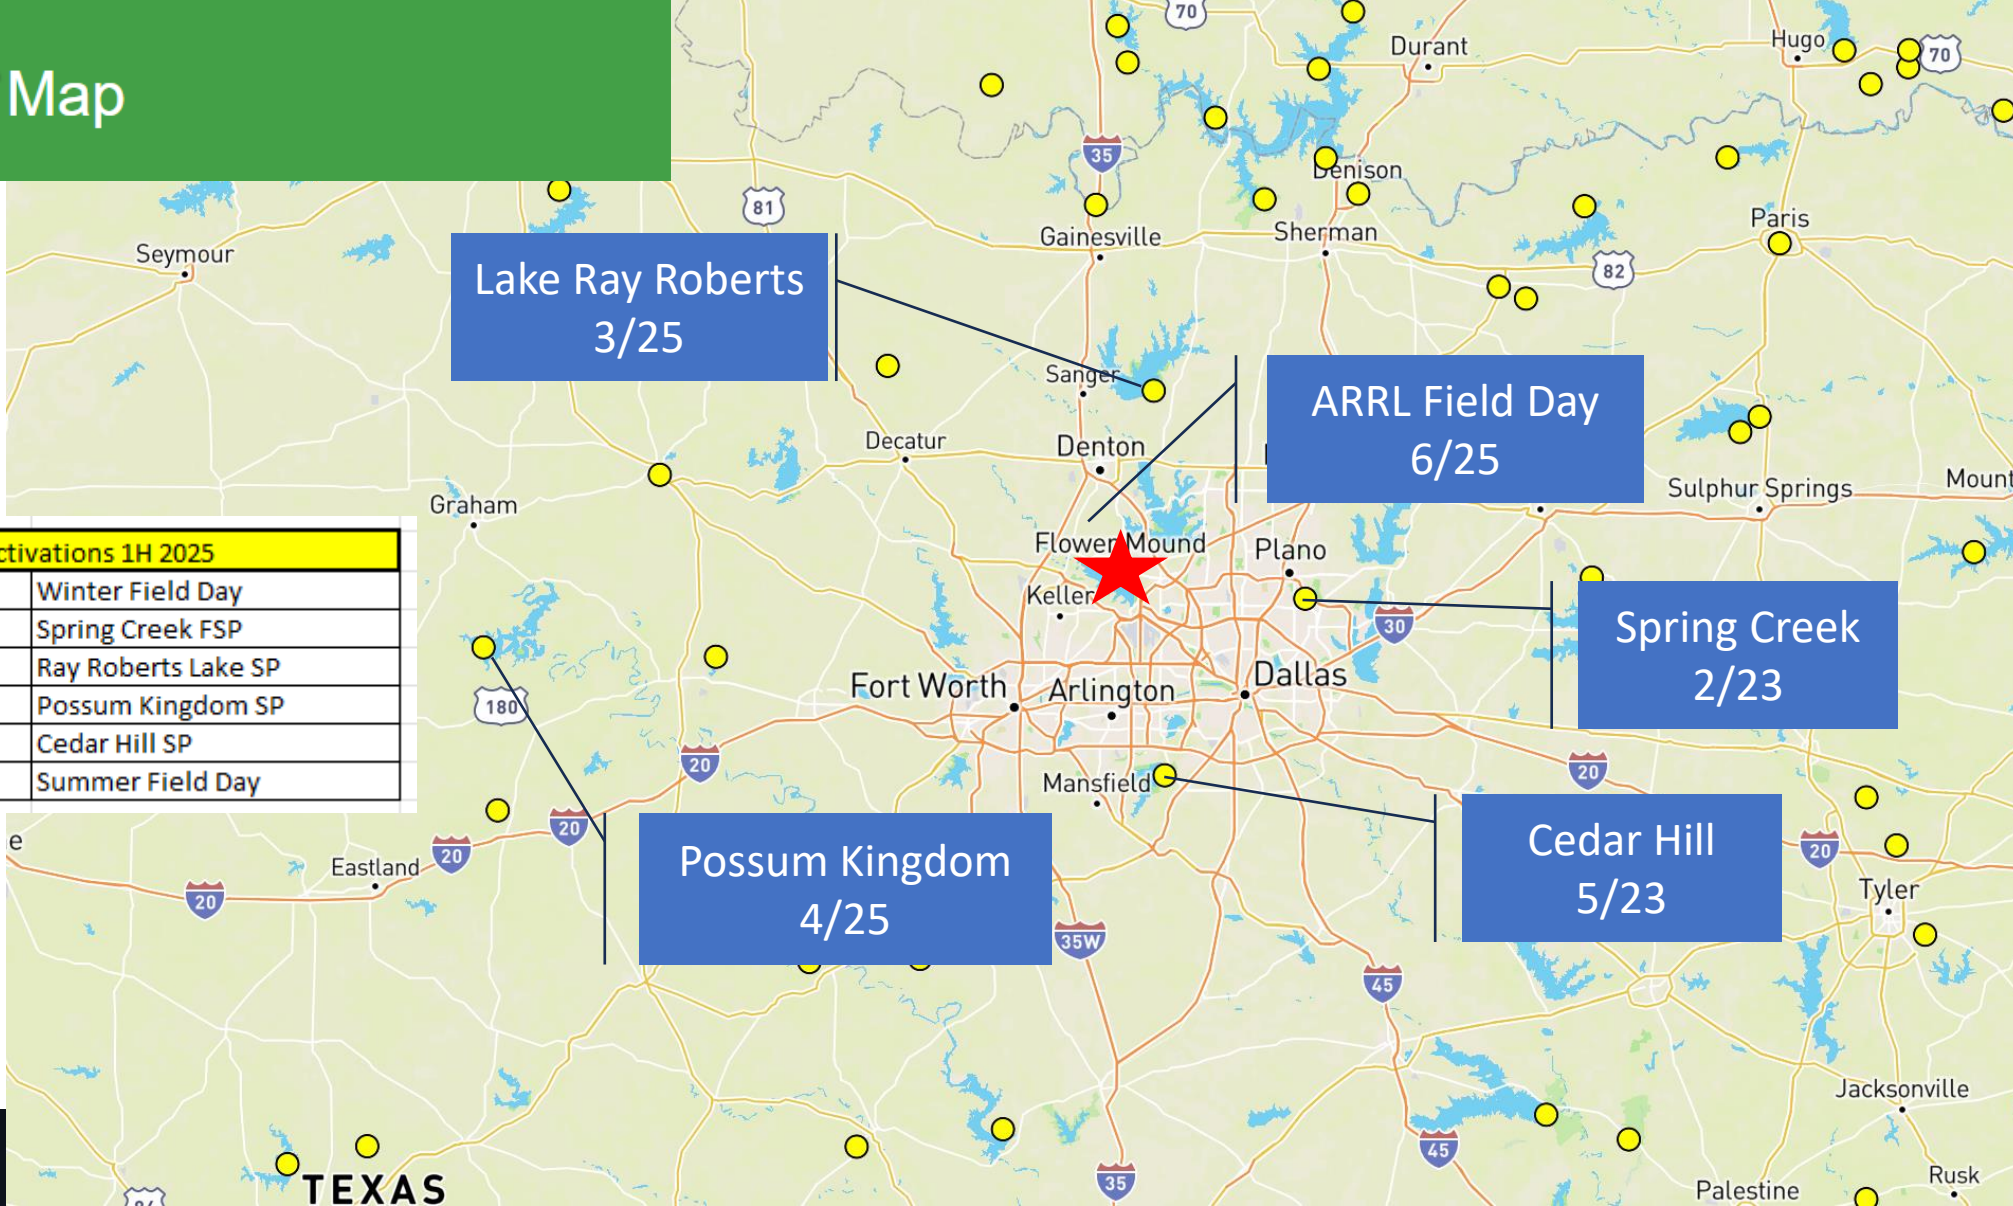 Map
70
Durant
Hugo
70
35
Denison
81
Seymour
Gainesville
Sherman
Paris
82
Lake Ray Roberts
3/25
Sanger
ARRL Field Day
6/25
Decatur
Denton
Graham
Sulphur Springs
Mount
ctivations 1H 2025
Winter Field Day
Spring Creek FSP
Ray Roberts Lake SP
Possum Kingdom SP
Cedar Hill SP
Summer Field Day
Flower Mound
Plano
Keller
30
Spring Creek
2/23
180
Fort Worth
Arlington
Dallas
20
20
Mansfield
Cedar Hill
5/23
20
20
20
20
e
Eastland
Possum Kingdom
4/25
Tyler
35W
45
Jacksonville
45
35
TEXAS
Palestine
Rusk